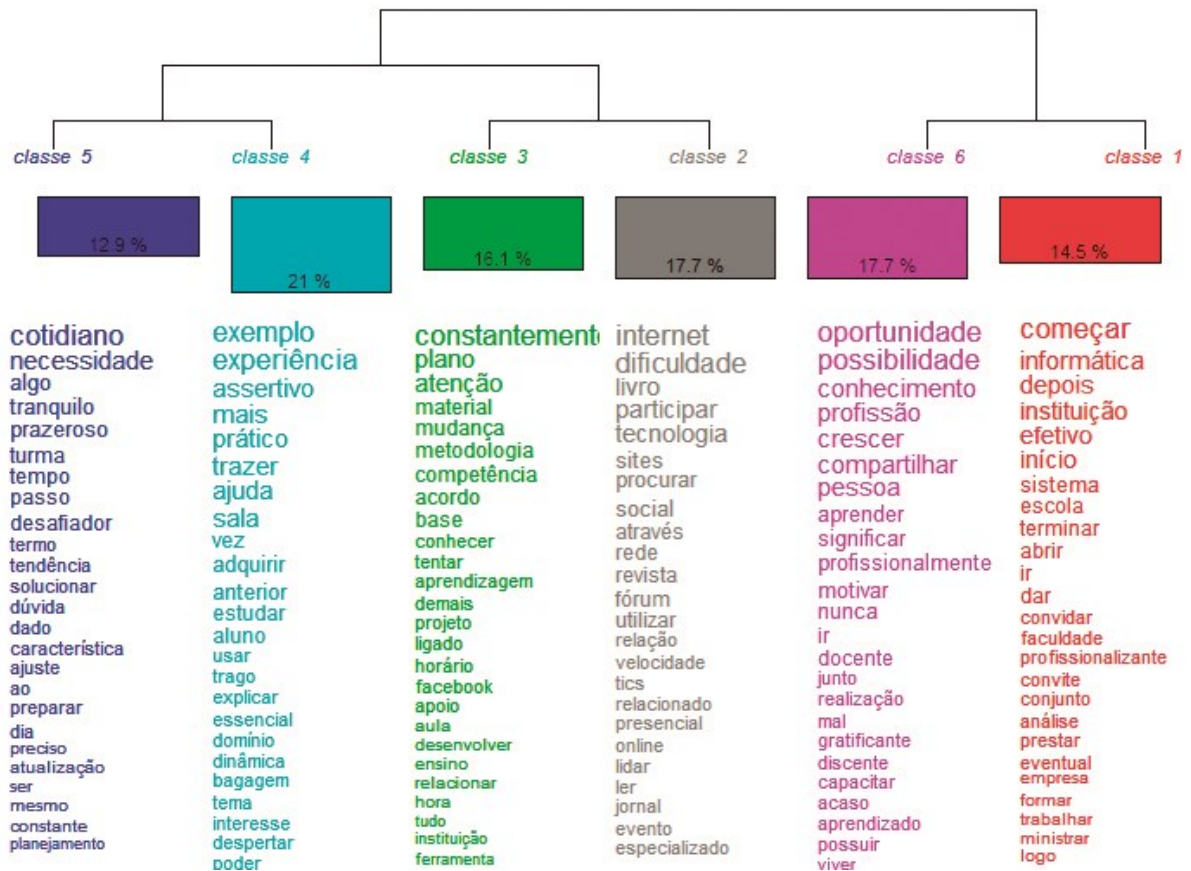 classe 5
classe 4
classe 3
classe 2
classe 6
classe 1
12.9 %
21 %
16.1 %
17.7 %
17.7 %
14.5 %
cotidiano
necessidade
algo
tranquilo
prazeroso
turma
tempo
passo
desafiador
termo
tendência
solucionar
dúvida
dado
característica
ajuste
ao
preparar
dia
preciso
atualização
ser
mesmo
constante
planejamento
exemplo
experiência
assertivo
mais
prático
trazer
ajuda
sala
vez
adquirir
anterior
estudar
aluno
usar
trago
explicar
essencial
domínio
dinâmica
bagagem
tema
interesse
despertar
poder
constantement
plano
atenção
material
mudança
metodologia
competência
acordo
base
conhecer
tentar
aprendizagem
demais
projeto
ligado
horário
facebook
apoio
aula
desenvolver
ensino
relacionar
hora
tudo
instituição
ferramenta
internet
dificuldade
livro
participar
tecnologia
sites
procurar
social
através
rede
revista
fórum
utilizar
relação
velocidade
tics
relacionado
presencial
online
lidar
ler
jornal
evento
especializado
oportunidade
possibilidade
conhecimento
profissão
crescer
compartilhar
pessoa
aprender
significar
profissionalmente
motivar
nunca
ir
docente
junto
realização
mal
gratificante
discente
capacitar
acaso
aprendizado
possuir
viver
começar
informática
depois
instituição
efetivo
início
sistema
escola
terminar
abrir
ir
dar
convidar
faculdade
profissionalizante
convite
conjunto
análise
prestar
eventual
empresa
formar
trabalhar
ministrar
logo